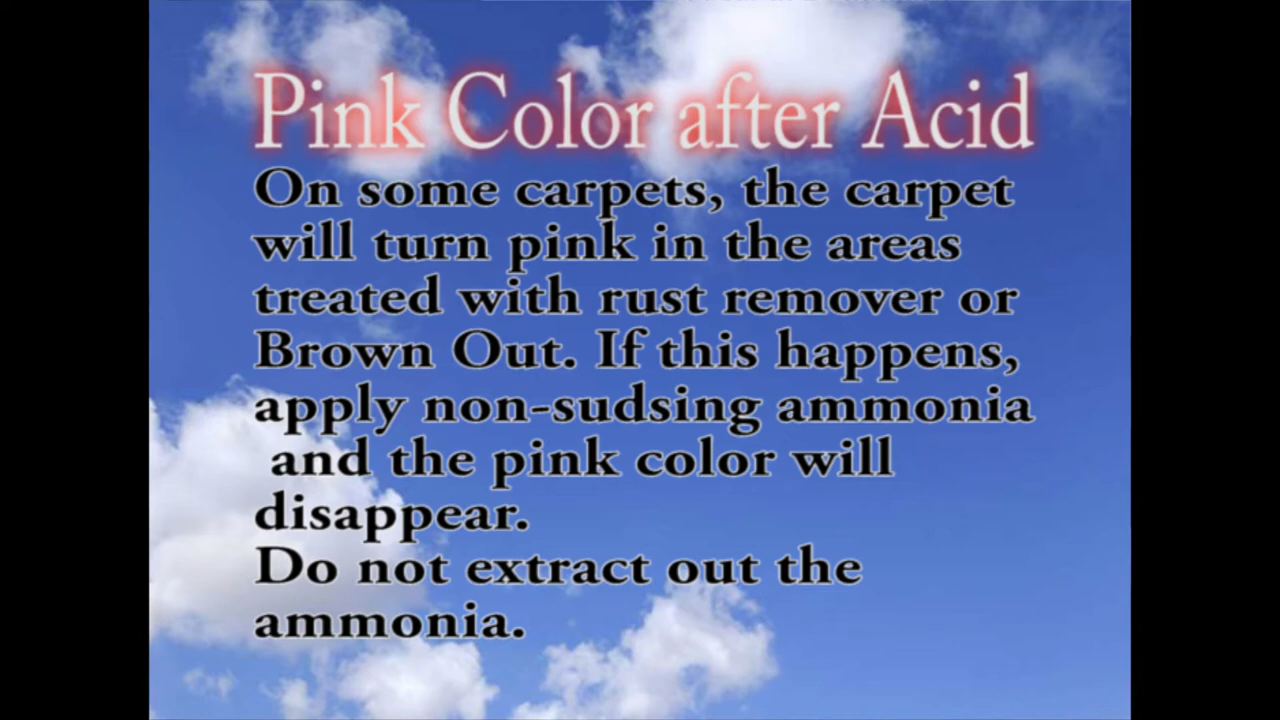 Pink Color after Acid
On some carpets, the carpet
will turn pink in the areas
treated with rust remover or
Brown Out. If this happens,
apply non-sudsing ammonia
and the pink color will
disappear.
Do not extract out the
ammonia.